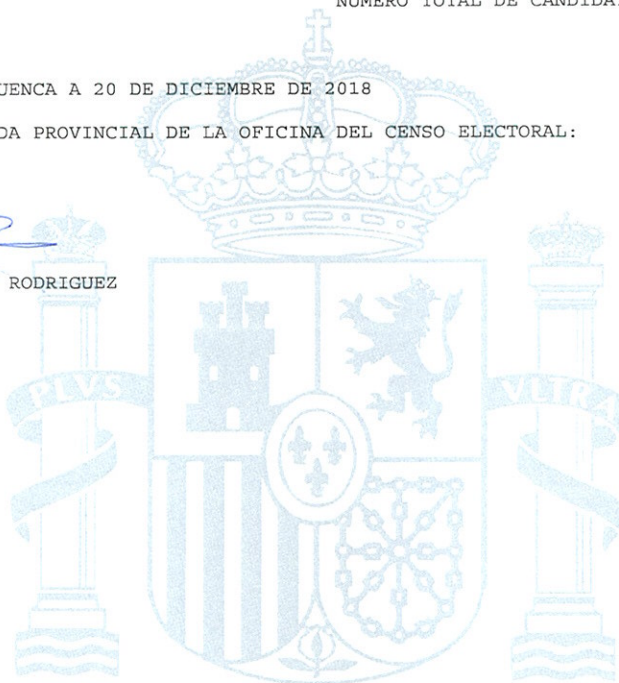 NUMERO TOTAL DE CANDIDA
UENCA A 20 DE DICIEMBRE DE 2018
DA PROVINCIAL DE LA OFICINA DEL CENSO ELECTORAL:
RODRIGUEZ
PLVS
VLTRA